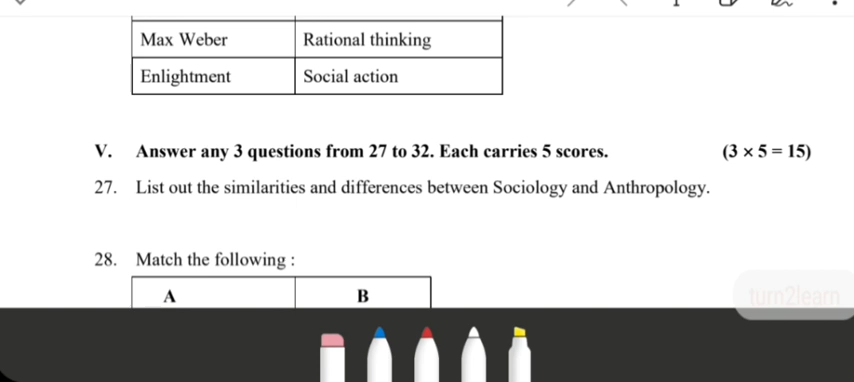 Max Weber Rational thinking
Enlightment Social action
V. Answer any 3 questions from 27 to 32. Each carries 5 scores. (3 × 5 = 15)
27. List out the similarities and differences between Sociology and Anthropology.
28. Match the following :
A B
turn2learn